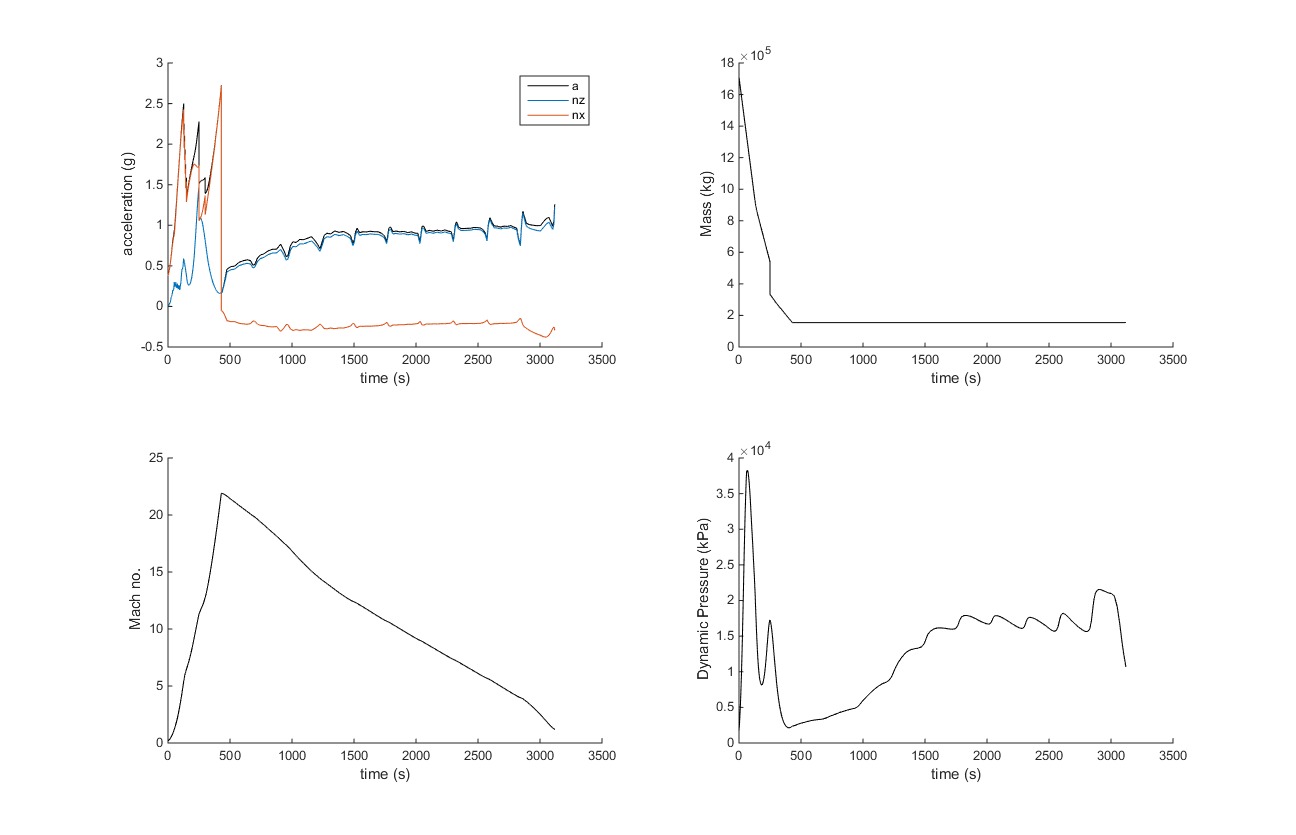 3
2.5
2
1.5
1
0.5
0
-0.5
acceleration (g)
a
nz
nx
0 500 1000 1500 2000 2500 3000 3500
time (s)
×10^5
18
16
14
12
10
8
6
4
2
0
Mass (kg)
0 500 1000 1500 2000 2500 3000 3500
time (s)
25
20
15
10
5
0
Mach no.
0 500 1000 1500 2000 2500 3000 3500
time (s)
×10^4
4
3.5
3
2.5
2
1.5
1
0.5
0
Dynamic Pressure (kPa)
0 500 1000 1500 2000 2500 3000 3500
time (s)